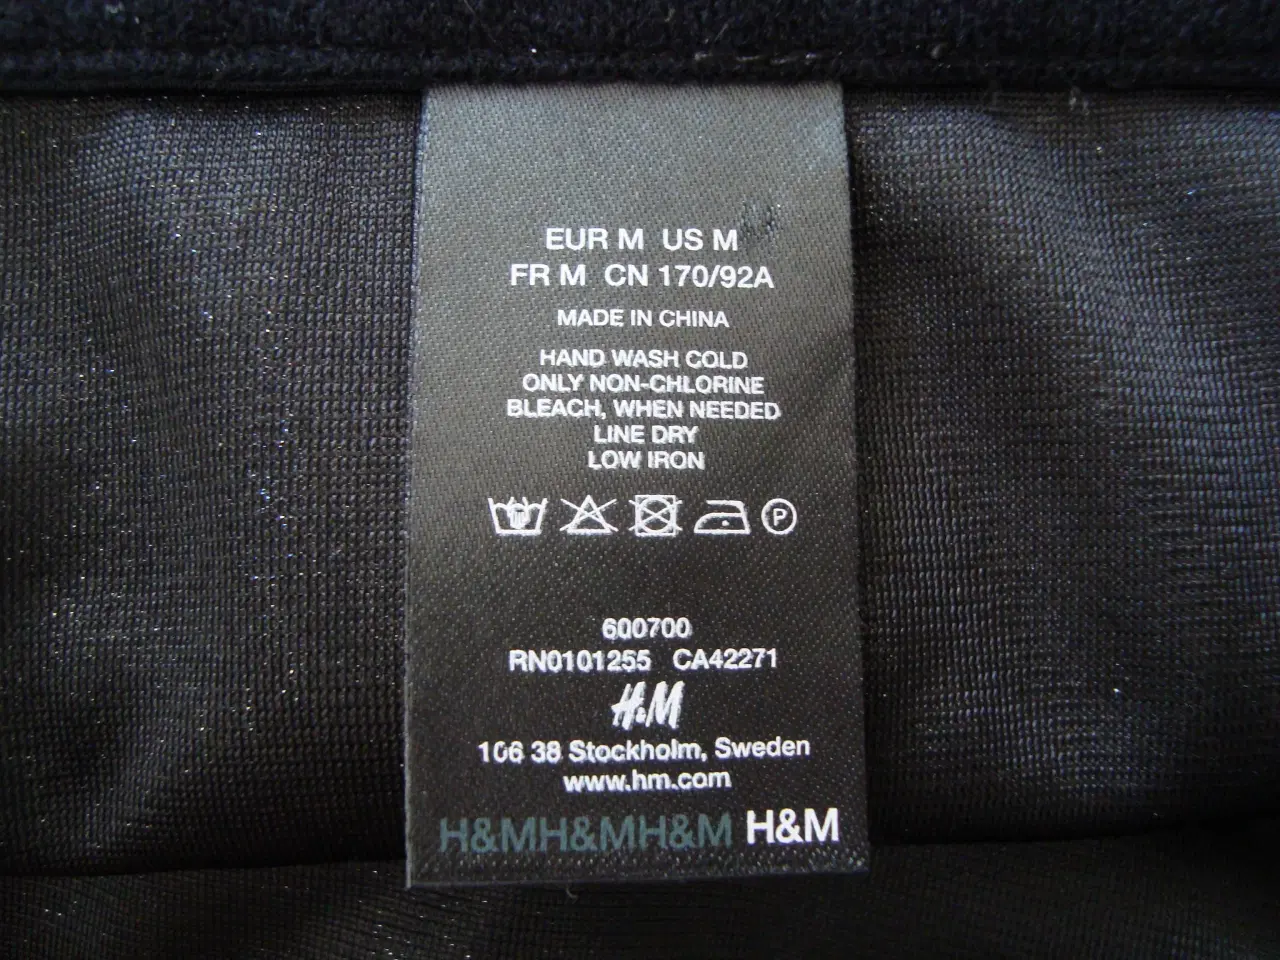 EUR M US M
FR M CN 170/92A
MADE IN CHINA
HAND WASH COLD
ONLY NON-CHLORINE
BLEACH, WHEN NEEDED
LINE DRY
LOW IRON
P
600700
RN0101255 CA42271
H&M
106 38 Stockholm, Sweden
www.hm.com
H&MH&MH&M H&M